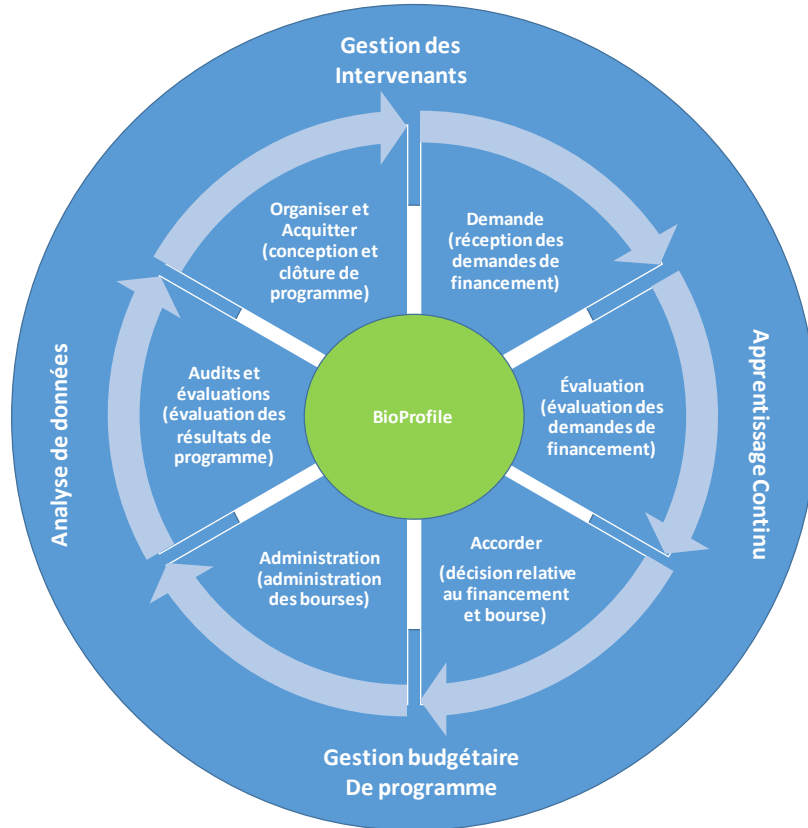 Gestion des
Intervenants
Organiser et
Acquitter
(conception et
clôture de
programme)
Demande
(réception des
demandes de
financement)
Analyse de données
Audits et
évaluations
(évaluation des
résultats de
programme)
BioProfile
Évaluation
(évaluation des
demandes de
financement)
Apprentissage Continu
Administration
(administration
des bourses)
Accorder
(décision relative
au financement
et bourse)
Gestion budgétaire
De programme